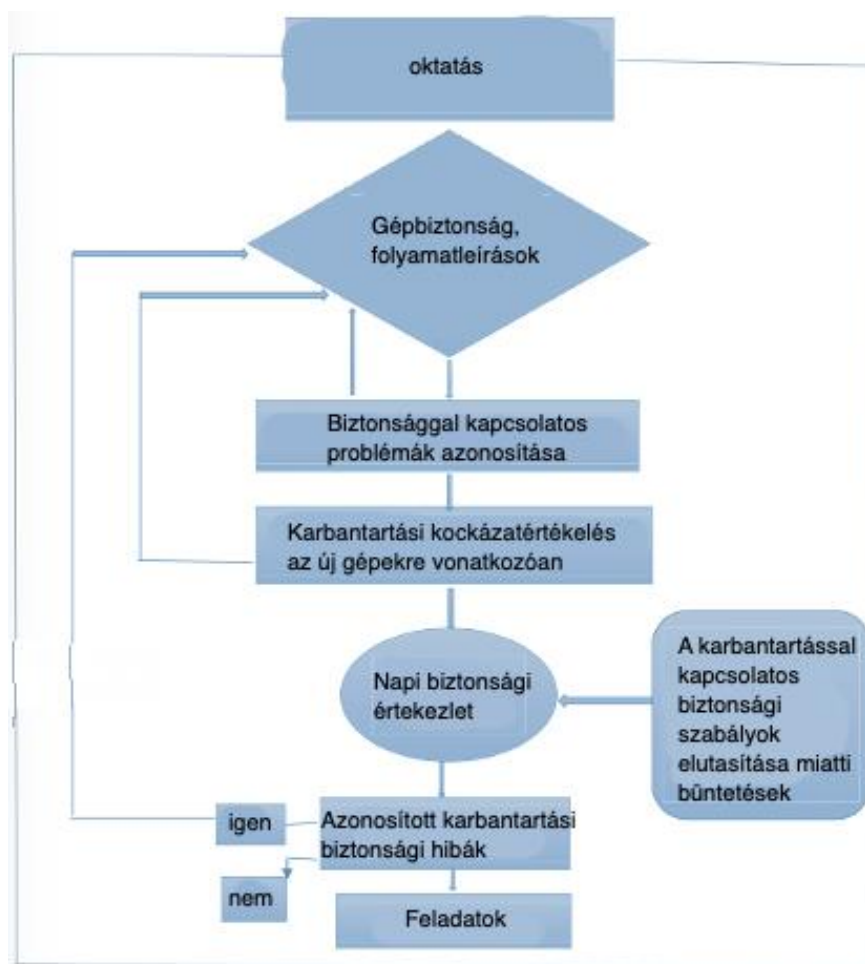 oktatás
Gépbiztonság,
folyamatleírások
Biztonsággal kapcsolatos
problémák azonosítása
Karbantartási kockázatértékelés
az új gépekre vonatkozóan
Napi biztonsági
értekezlet
A karbantartással
kapcsolatos
biztonsági
szabályok
elutasítása miatti
büntetések
igen
Azonosított karbantartási
biztonsági hibák
nem
Feladatok